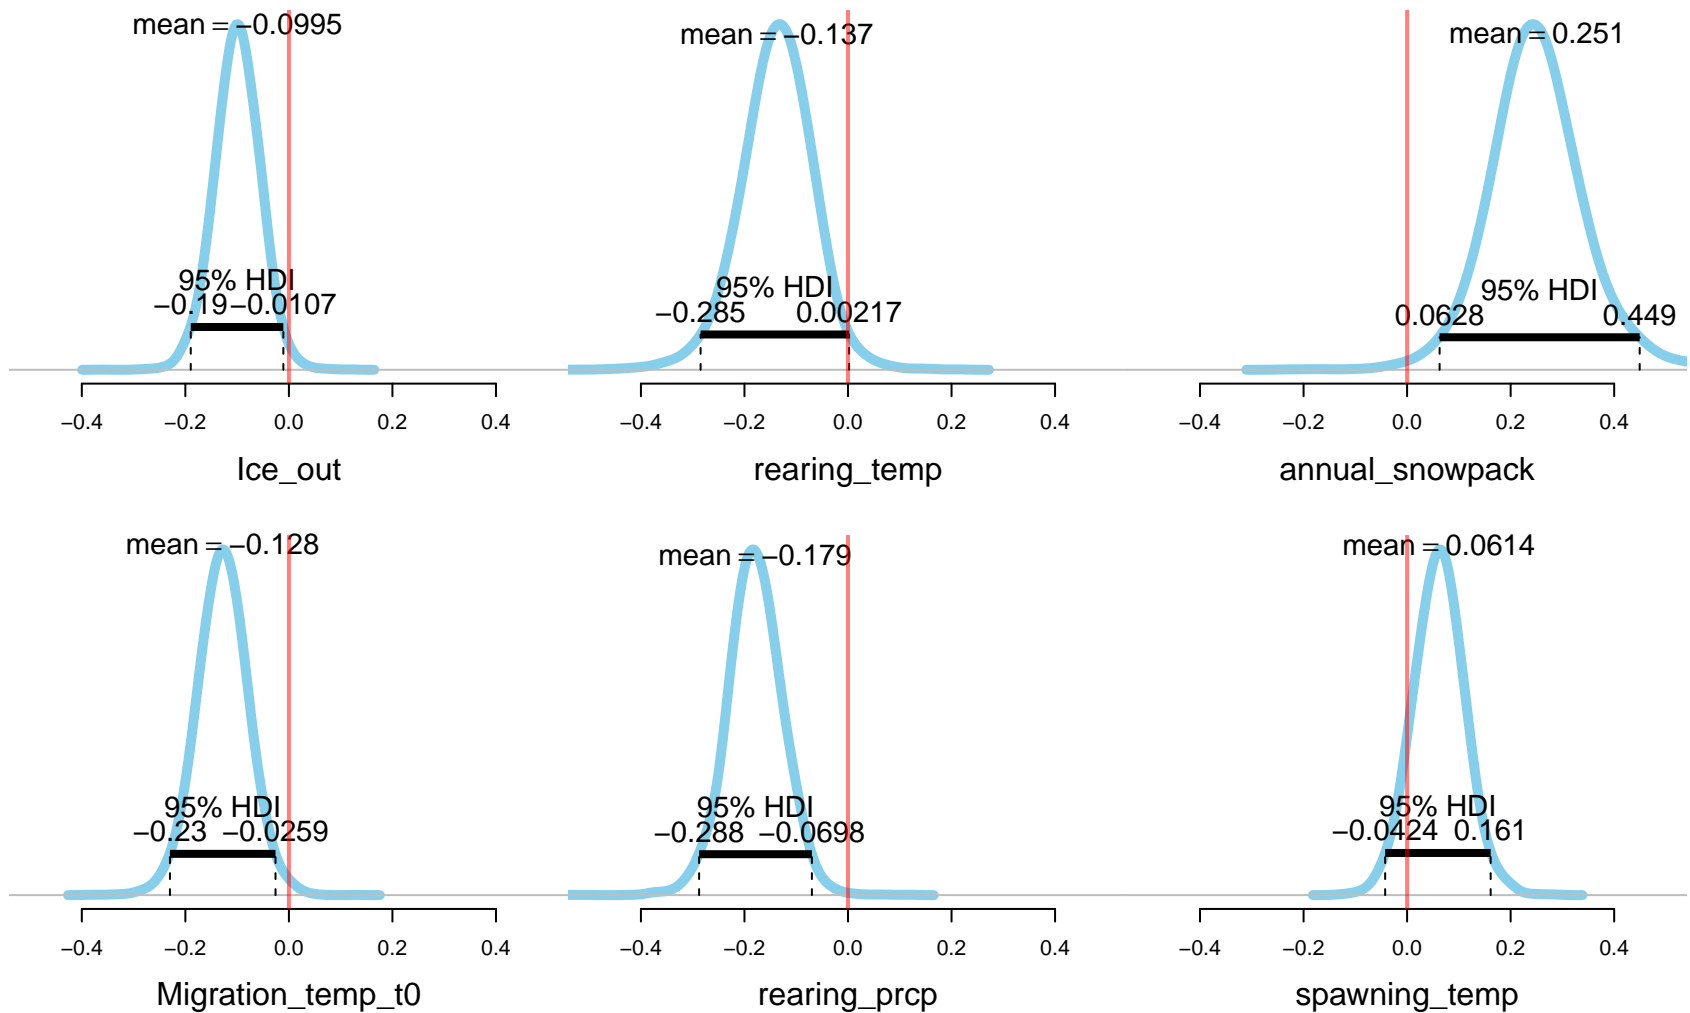 mean = −0.0995
95% HDI
−0.19 −0.0107
−0.4 −0.2 0.0 0.2 0.4
Ice_out
mean = −0.137
95% HDI
−0.285 0.00217
−0.4 −0.2 0.0 0.2 0.4
rearing_temp
mean = 0.251
95% HDI
0.0628 0.449
−0.4 −0.2 0.0 0.2 0.4
annual_snowpack
mean = −0.128
95% HDI
−0.23 −0.0259
−0.4 −0.2 0.0 0.2 0.4
Migration_temp_t0
mean = −0.179
95% HDI
−0.288 −0.0698
−0.4 −0.2 0.0 0.2 0.4
rearing_prcp
mean = 0.0614
95% HDI
−0.0424 0.161
−0.4 −0.2 0.0 0.2 0.4
spawning_temp